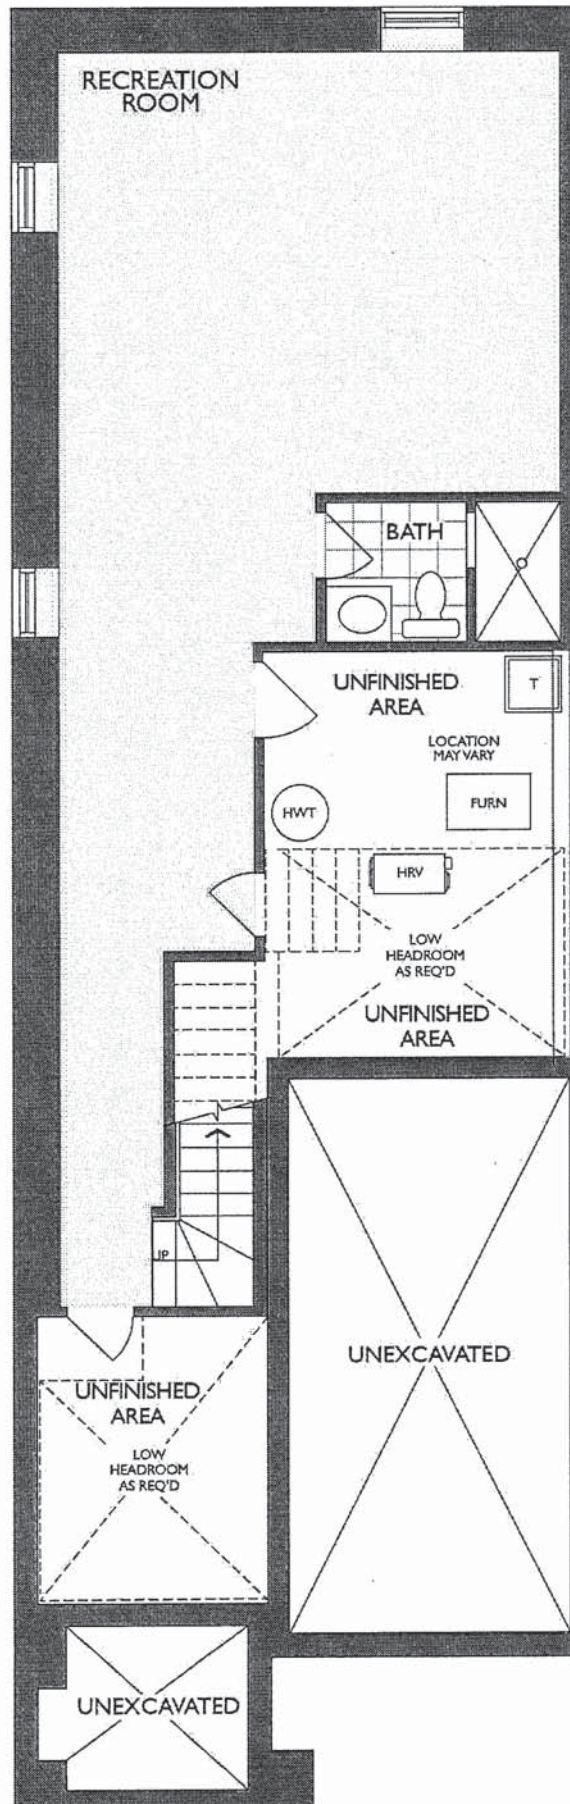 RECREATION
ROOM
BATH
UNFINISHED
AREA
T
LOCATION
MAY VARY
HWT
FURN
HRV
LOW
HEADROOM
AS REQ'D
UNFINISHED
AREA
UP
UNEXCAVATED
UNFINISHED
AREA
LOW
HEADROOM
AS REQ'D
UNEXCAVATED